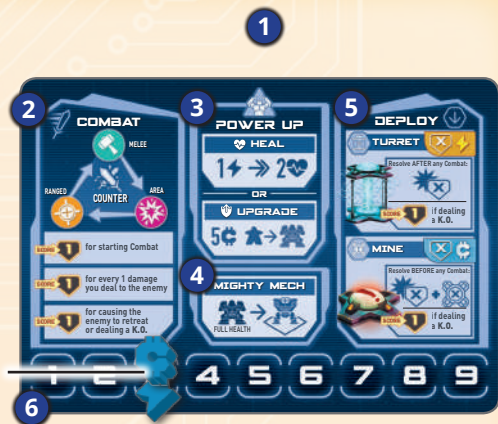 1
2
COMBAT
MELEE
RANGED
COUNTER
AREA
SCORE 1 for starting Combat
SCORE 1 for every 1 damage
you deal to the enemy
SCORE 1 for causing the
enemy to retreat
or dealing a K.O.
3
POWER UP
HEAL
1 2
OR
UPGRADE
5¢
4
MIGHTY MECH
FULL HEALTH
5
DEPLOY
TURRET X
Resolve AFTER any Combat:
X
SCORE 1 if dealing
a K.O.
MINE X ¢
Resolve BEFORE any Combat:
X +
SCORE 1 if dealing
a K.O.
1 2 4 5 6 7 8 9
6